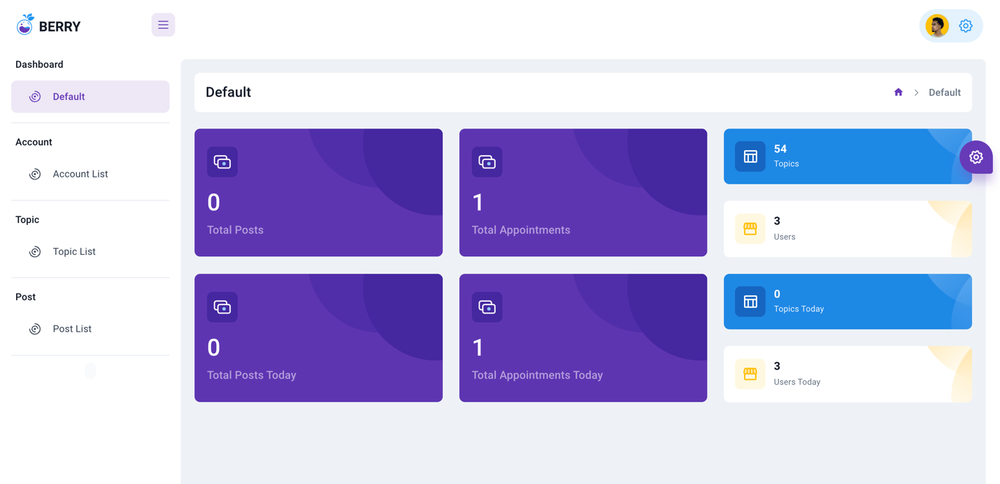 BERRY
Dashboard
Default
Account
Account List
Topic
Topic List
Post
Post List
Default
Default
0
Total Posts
1
Total Appointments
54
Topics
3
Users
0
Total Posts Today
1
Total Appointments Today
0
Topics Today
3
Users Today